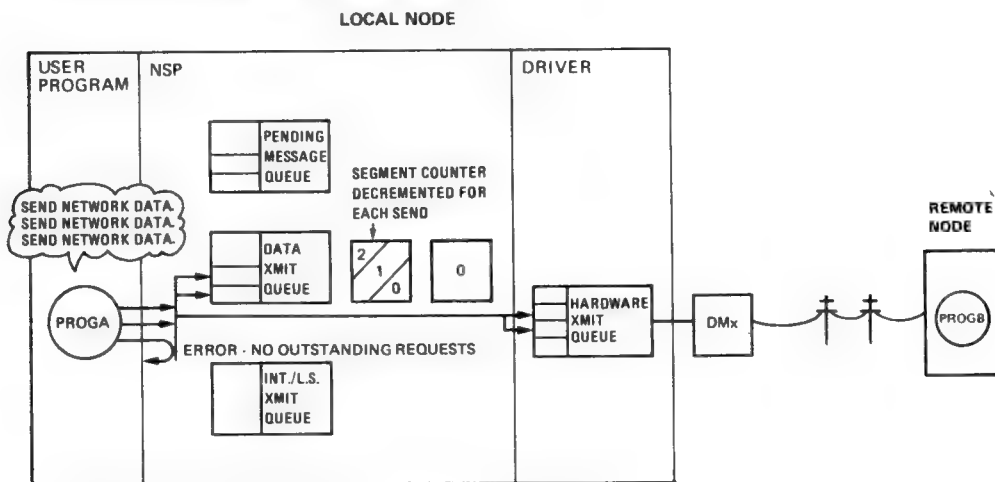 LOCAL NODE
USER
PROGRAM
NSP
DRIVER
PENDING
MESSAGE
QUEUE
SEGMENT COUNTER
DECREMENTED FOR
EACH SEND
SEND NETWORK DATA.
SEND NETWORK DATA.
SEND NETWORK DATA.
REMOTE
NODE
DATA
XMIT
QUEUE
2
1
0
0
PROGA
HARDWARE
XMIT
QUEUE
DMx
PROGB
ERROR - NO OUTSTANDING REQUESTS
INT./L.S.
XMIT
QUEUE